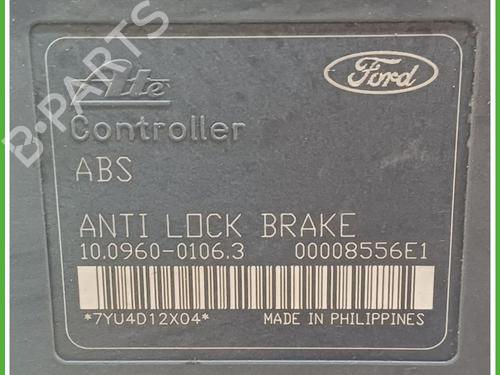 B-PARTS
Ate
Ford
Controller
ABS
ANTI LOCK BRAKE
10.0960-0106.3 00008556E1
*7YU4D12X04* MADE IN PHILIPPINES